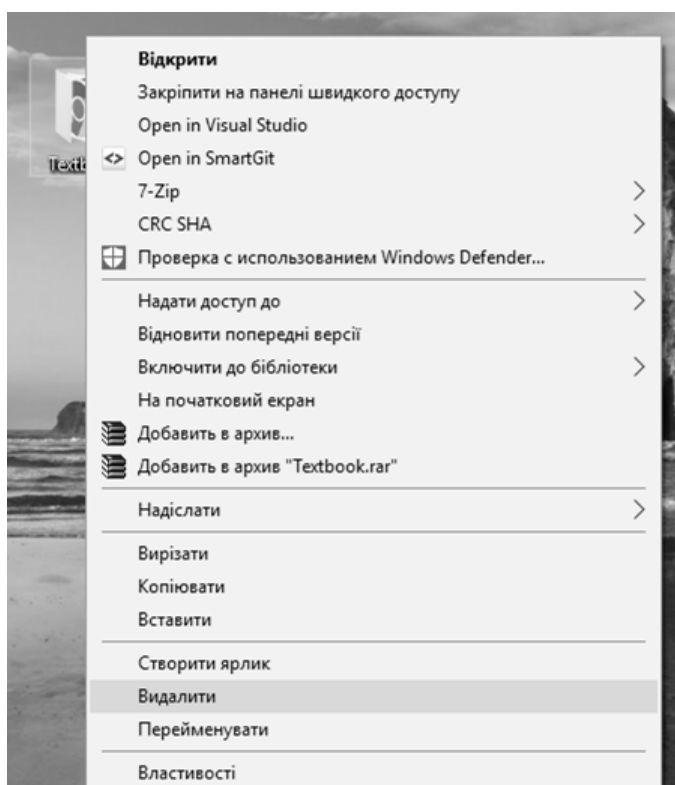 Відкрити
Закріпити на панелі швидкого доступу
Open in Visual Studio
Open in SmartGit
7-Zip
CRC SHA
Проверка с использованием Windows Defender...
Надати доступ до
Відновити попередні версії
Включити до бібліотеки
На початковий екран
Добавить в архив...
Добавить в архив "Textbook.rar"
Надіслати
Вирізати
Копіювати
Вставити
Створити ярлик
Видалити
Перейменувати
Властивості